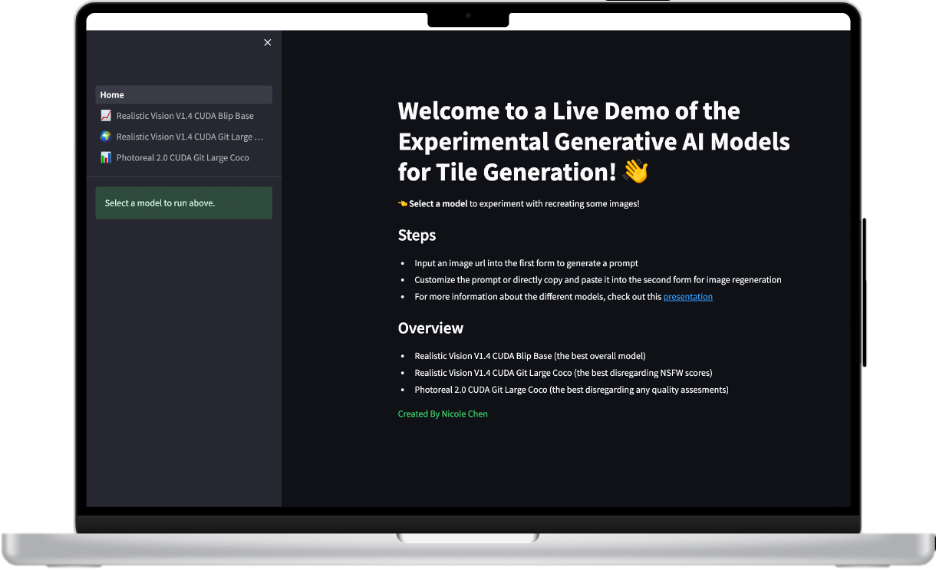 Home
Realistic Vision V1.4 CUDA Blip Base
Realistic Vision V1.4 CUDA Git Large ...
Photoreal 2.0 CUDA Git Large Coco
Select a model to run above.
Welcome to a Live Demo of the
Experimental Generative AI Models
for Tile Generation! 👋
👈 Select a model to experiment with recreating some images!
Steps
• Input an image url into the first form to generate a prompt
• Customize the prompt or directly copy and paste it into the second form for image regeneration
• For more information about the different models, check out this presentation
Overview
• Realistic Vision V1.4 CUDA Blip Base (the best overall model)
• Realistic Vision V1.4 CUDA Git Large Coco (the best disregarding NSFW scores)
• Photoreal 2.0 CUDA Git Large Coco (the best disregarding any quality assesments)
Created By Nicole Chen